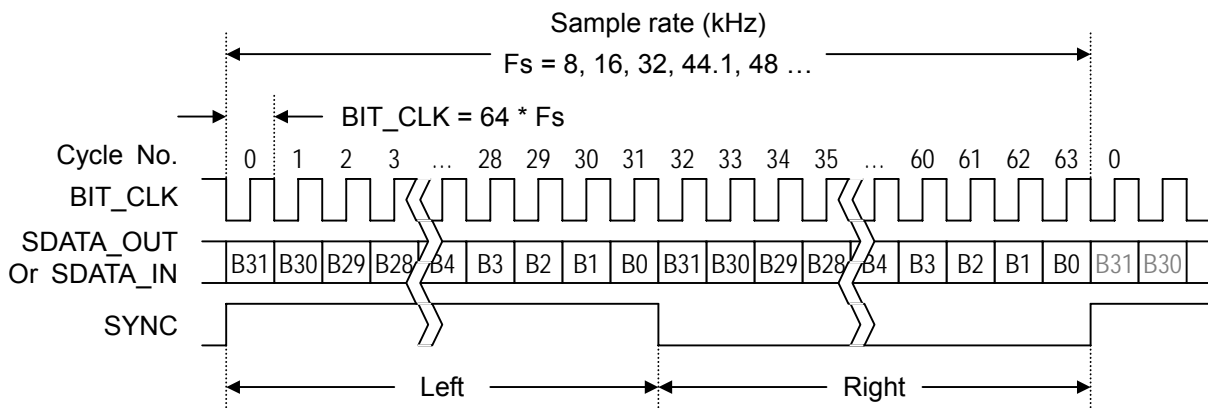 Sample rate (kHz)
Fs = 8, 16, 32, 44.1, 48 …
BIT_CLK = 64 * Fs
Cycle No. 0 1 2 3 … 28 29 30 31 32 33 34 35 … 60 61 62 63 0
BIT_CLK
SDATA_OUT
Or SDATA_IN
B31 B30 B29 B28 B4 B3 B2 B1 B0 B31 B30 B29 B28 B4 B3 B2 B1 B0 B31 B30
SYNC
Left Right